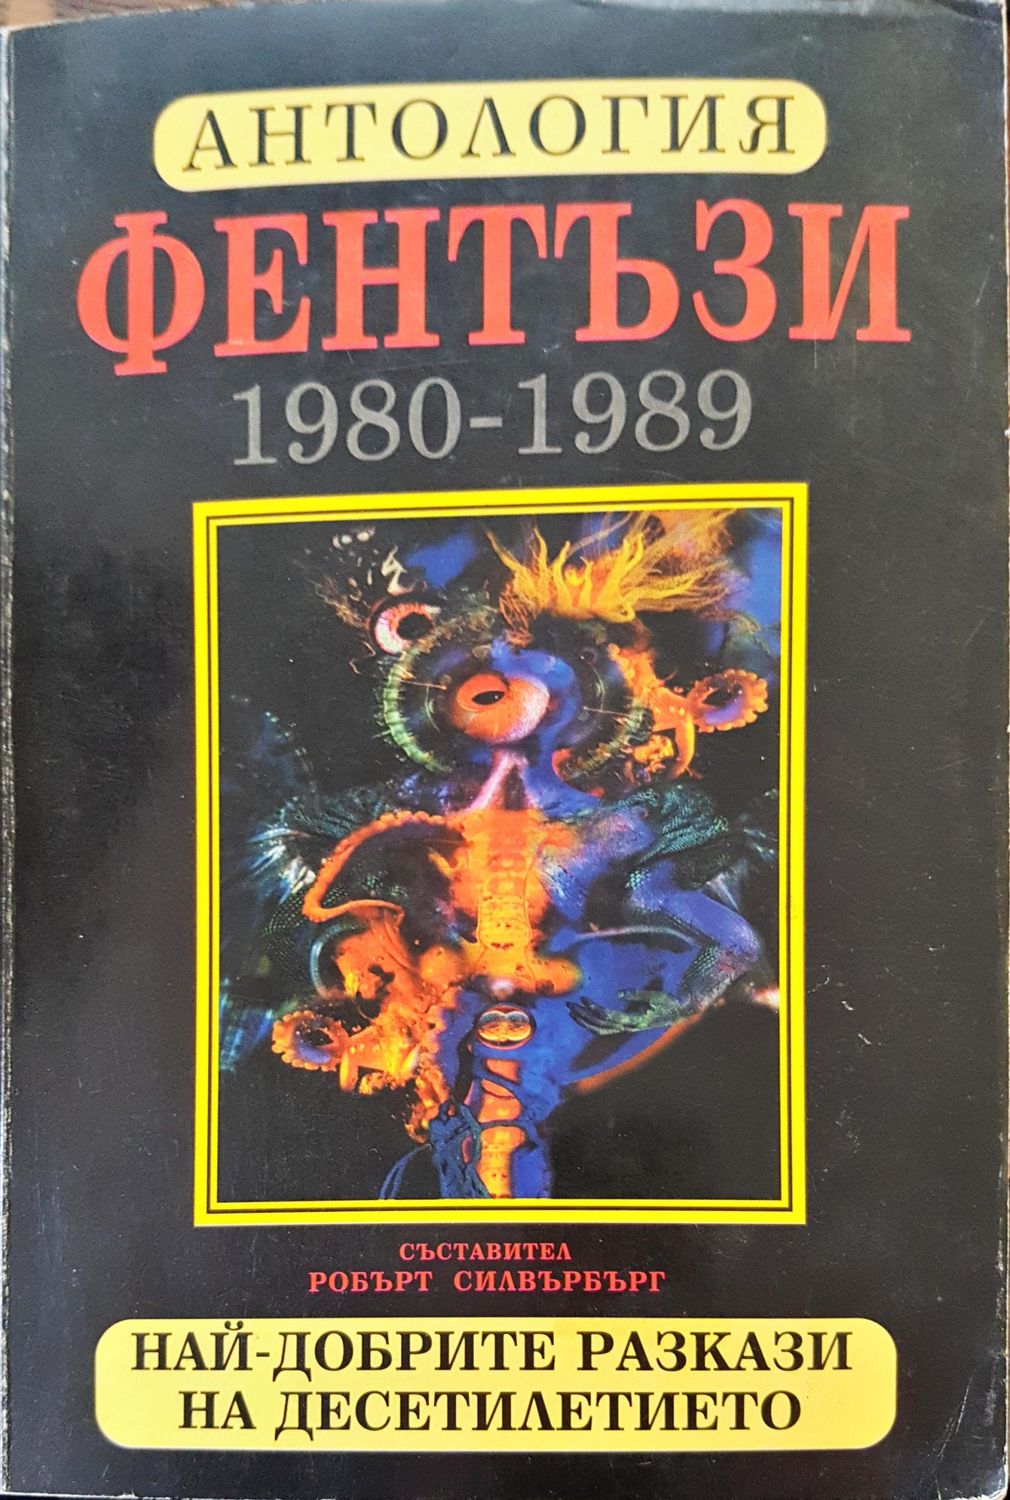 АНТОЛОГИЯ
ФЕНТЪЗИ
1980-1989
СЪСТАВИТЕЛ
РОБЪРТ СИЛВЪРБЪРГ
НАЙ-ДОБРИТЕ РАЗКАЗИ
НА ДЕСЕТИЛЕТИЕТО